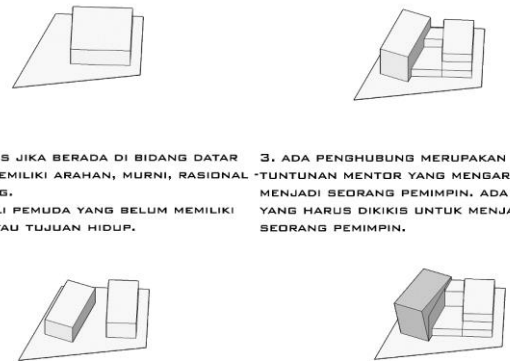 S JIKA BERADA DI BIDANG DATAR
EMILIKI ARAHAN, MURNI, RASIONAL -
G.
LI PEMUDA YANG BELUM MEMILIKI
AU TUJUAN HIDUP.
3. ADA PENGHUBUNG MERUPAKAN
TUNTUNAN MENTOR YANG MENGAR
MENJADI SEORANG PEMIMPIN. ADA
YANG HARUS DIKIKIS UNTUK MENJA
SEORANG PEMIMPIN.